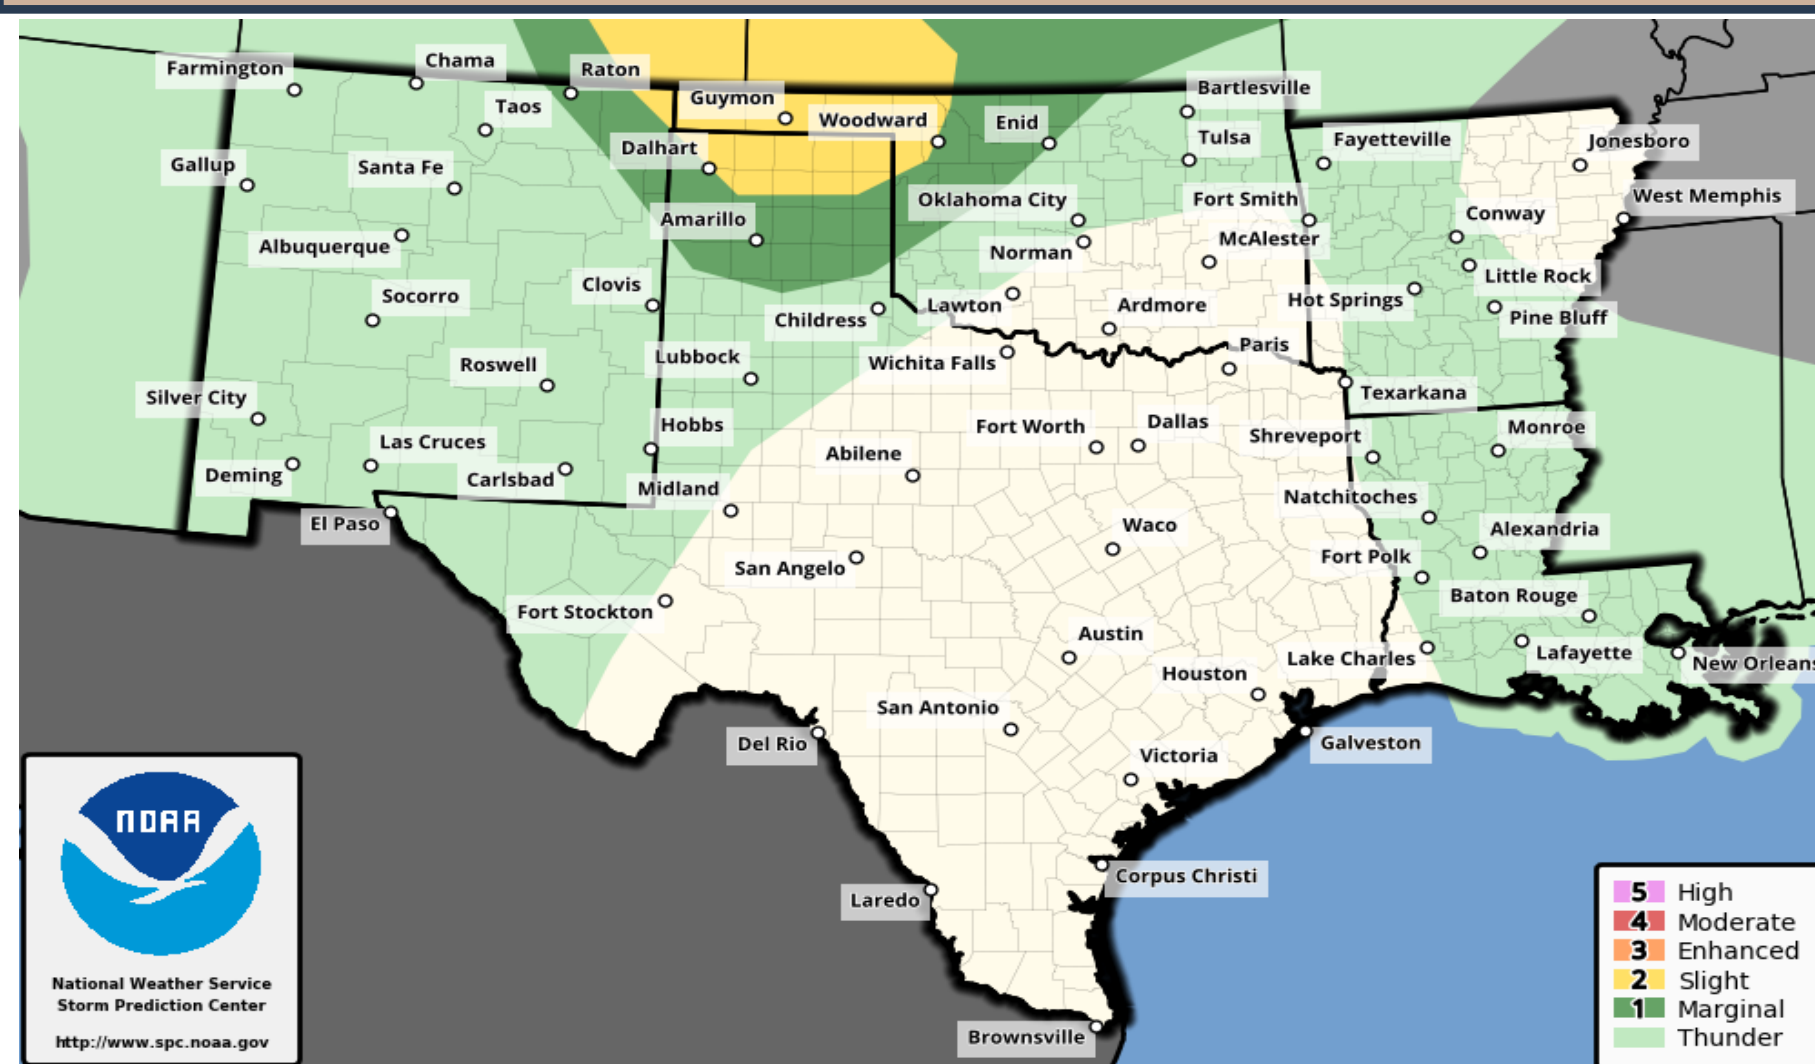 Farmington
Chama
Raton
Taos
Guymon
Woodward
Enid
Bartlesville
Tulsa
Fayetteville
Jonesboro
Gallup
Santa Fe
Dalhart
Amarillo
Oklahoma City
Fort Smith
Conway
West Memphis
Albuquerque
Norman
McAlester
Socorro
Clovis
Childress
Lawton
Ardmore
Hot Springs
Little Rock
Pine Bluff
Roswell
Lubbock
Wichita Falls
Paris
Texarkana
Silver City
Hobbs
Las Cruces
Deming
Carlsbad
Midland
Abilene
Fort Worth
Dallas
Shreveport
Monroe
El Paso
San Angelo
Waco
Natchitoches
Alexandria
Fort Polk
Fort Stockton
Baton Rouge
Austin
Houston
Lake Charles
Lafayette
New Orleans
Del Rio
San Antonio
Victoria
Galveston
Laredo
Corpus Christi
Brownsville
NOAA
National Weather Service
Storm Prediction Center
http://www.spc.noaa.gov
5 High
4 Moderate
3 Enhanced
2 Slight
1 Marginal
Thunder